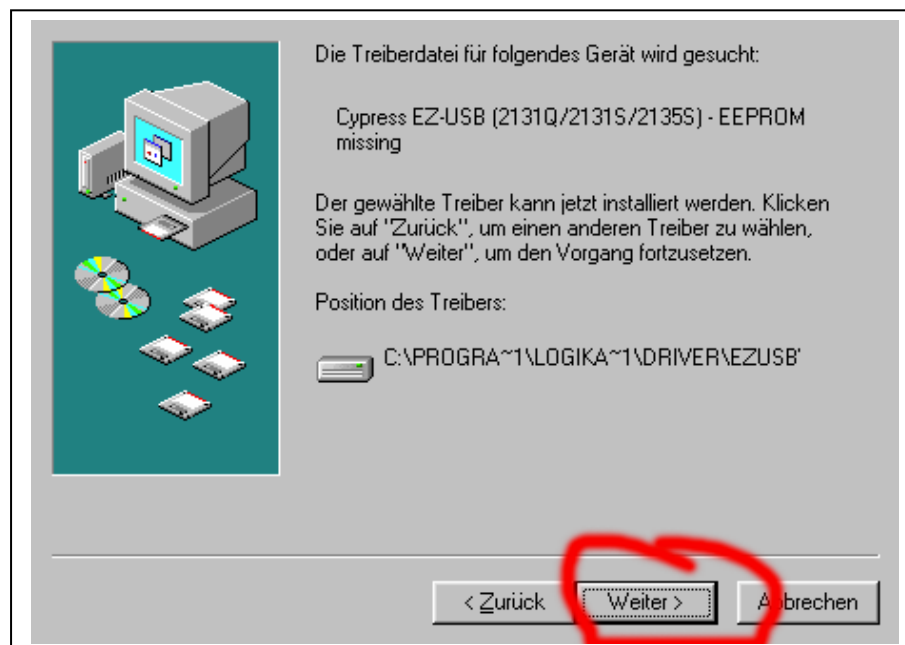 Die Treiberdatei für folgendes Gerät wird gesucht:
Cypress EZ-USB (2131Q/2131S/2135S) - EEPROM
missing
Der gewählte Treiber kann jetzt installiert werden. Klicken
Sie auf "Zurück", um einen anderen Treiber zu wählen,
oder auf "Weiter", um den Vorgang fortzusetzen.
Position des Treibers:
C:\PROGRA~1\LOGIKA~1\DRIVER\EZUSB'
< Zurück Weiter > Abbrechen